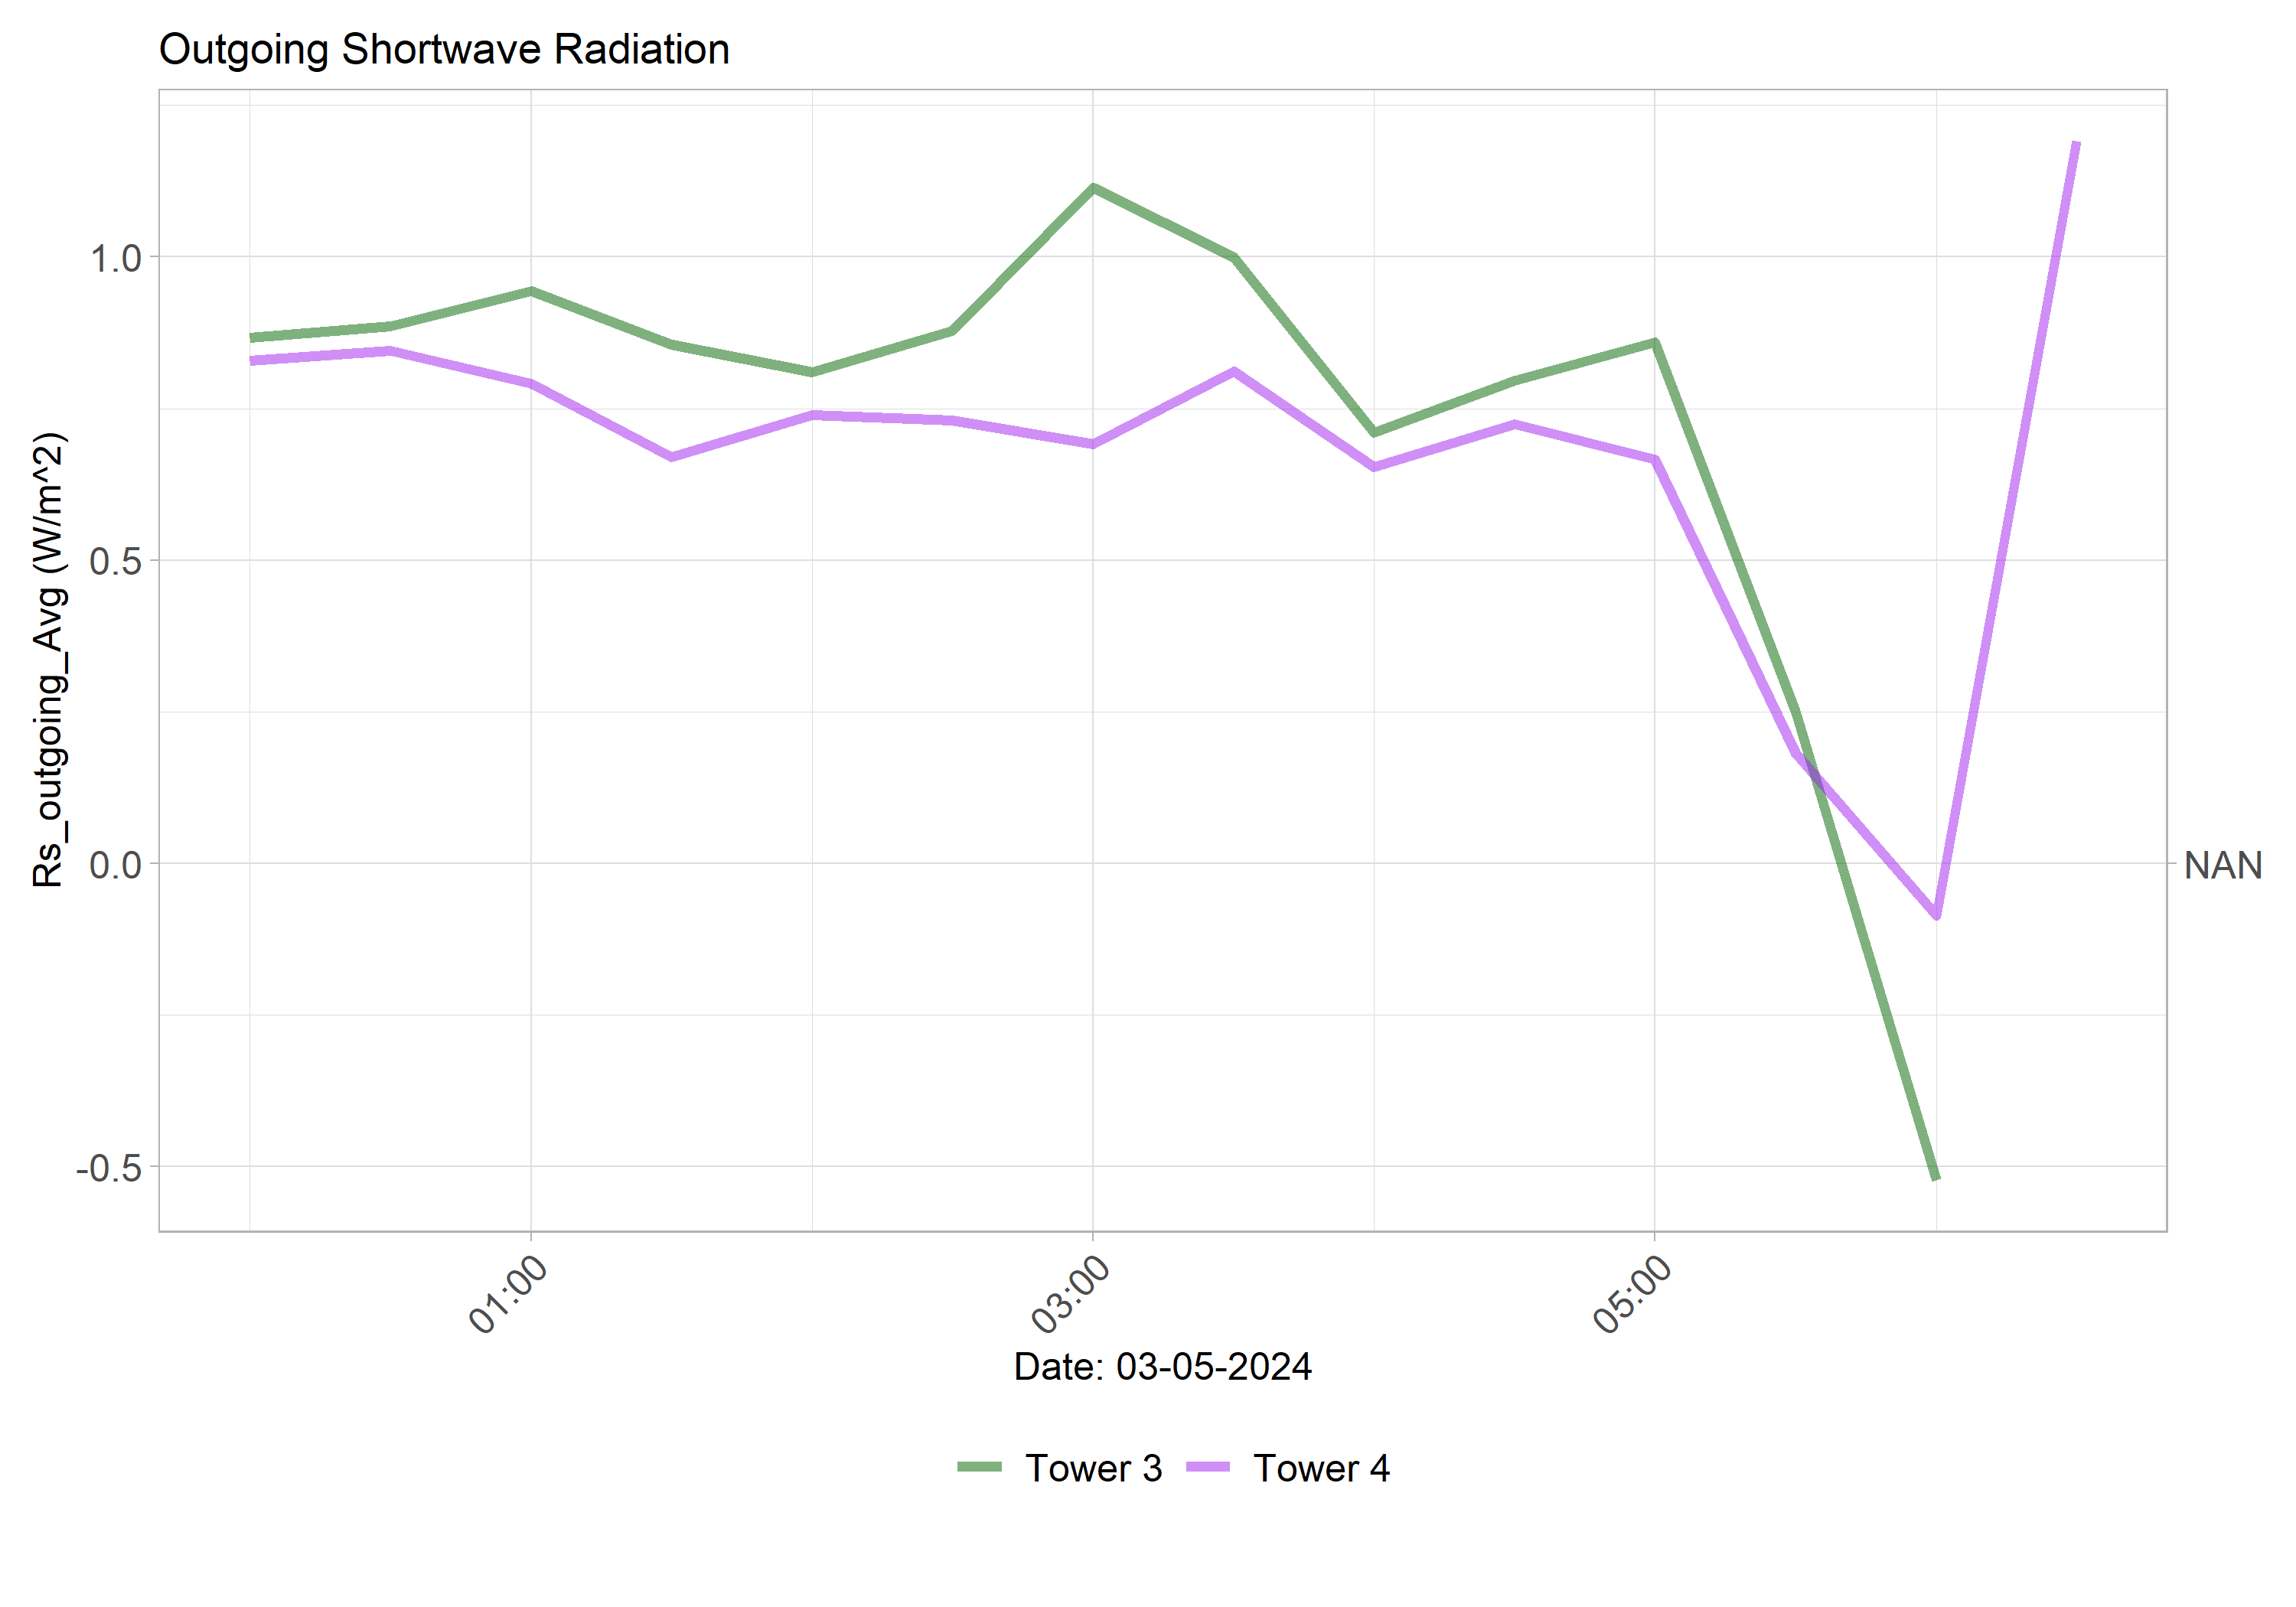 Outgoing Shortwave Radiation
Rs_outgoing_Avg (W/m^2)
1.0
0.5
0.0
-0.5
NAN
01:00
03:00
05:00
Date: 03-05-2024
Tower 3
Tower 4